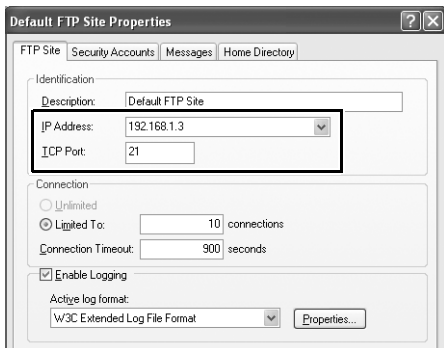 Default FTP Site Properties
FTP Site Security Accounts Messages Home Directory
Identification
Description: Default FTP Site
IP Address: 192.168.1.3
TCP Port: 21
Connection
Unlimited
Limited To: 10 connections
Connection Timeout: 900 seconds
Enable Logging
Active log format:
W3C Extended Log File Format Properties...